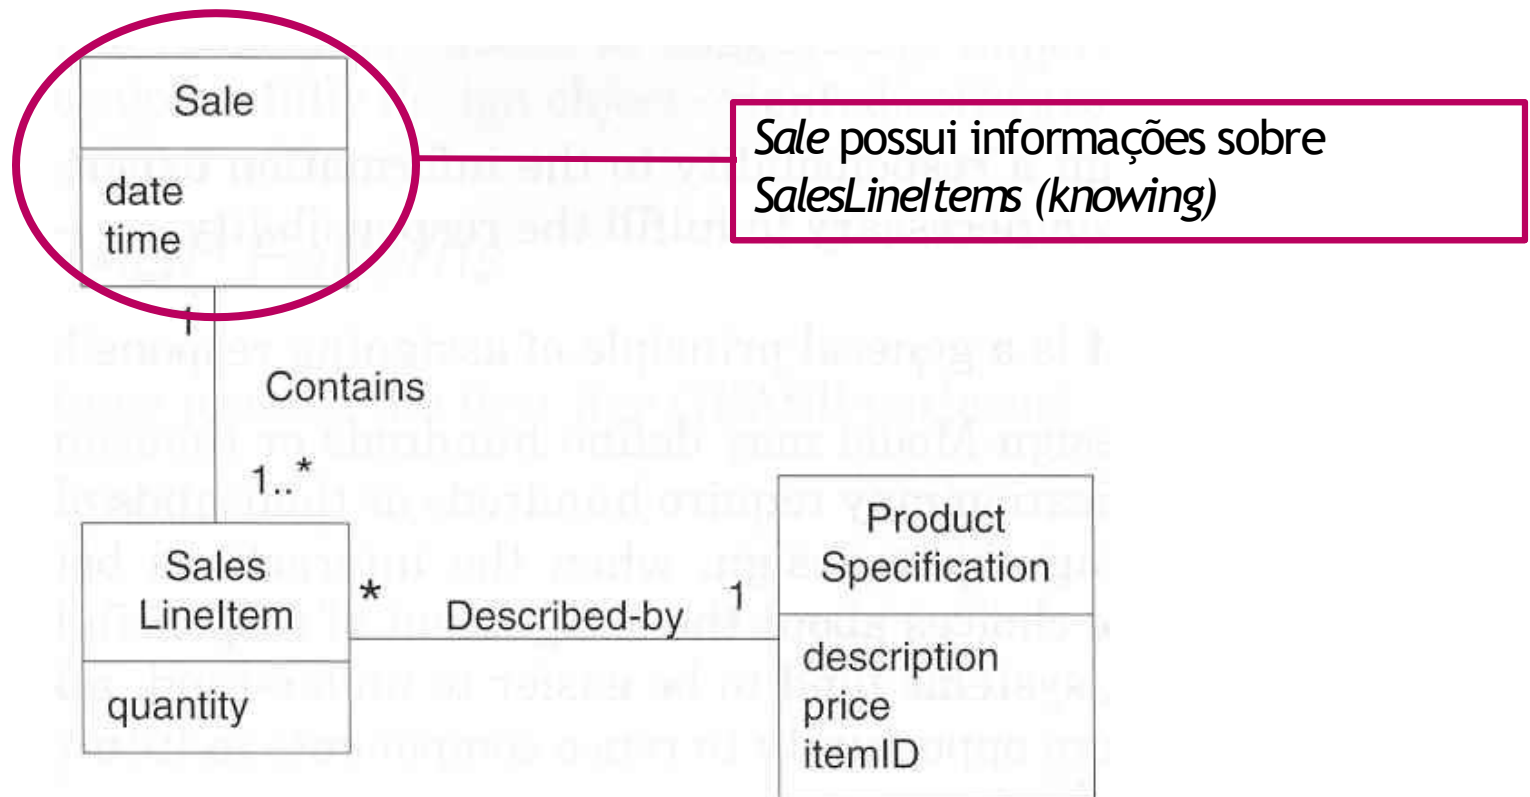 Sale
date
time
Sale possui informações sobre
SalesLineItems (knowing)
1
Contains
1..*
Sales
LineItem
quantity
*
Described-by
1
Product
Specification
description
price
itemID